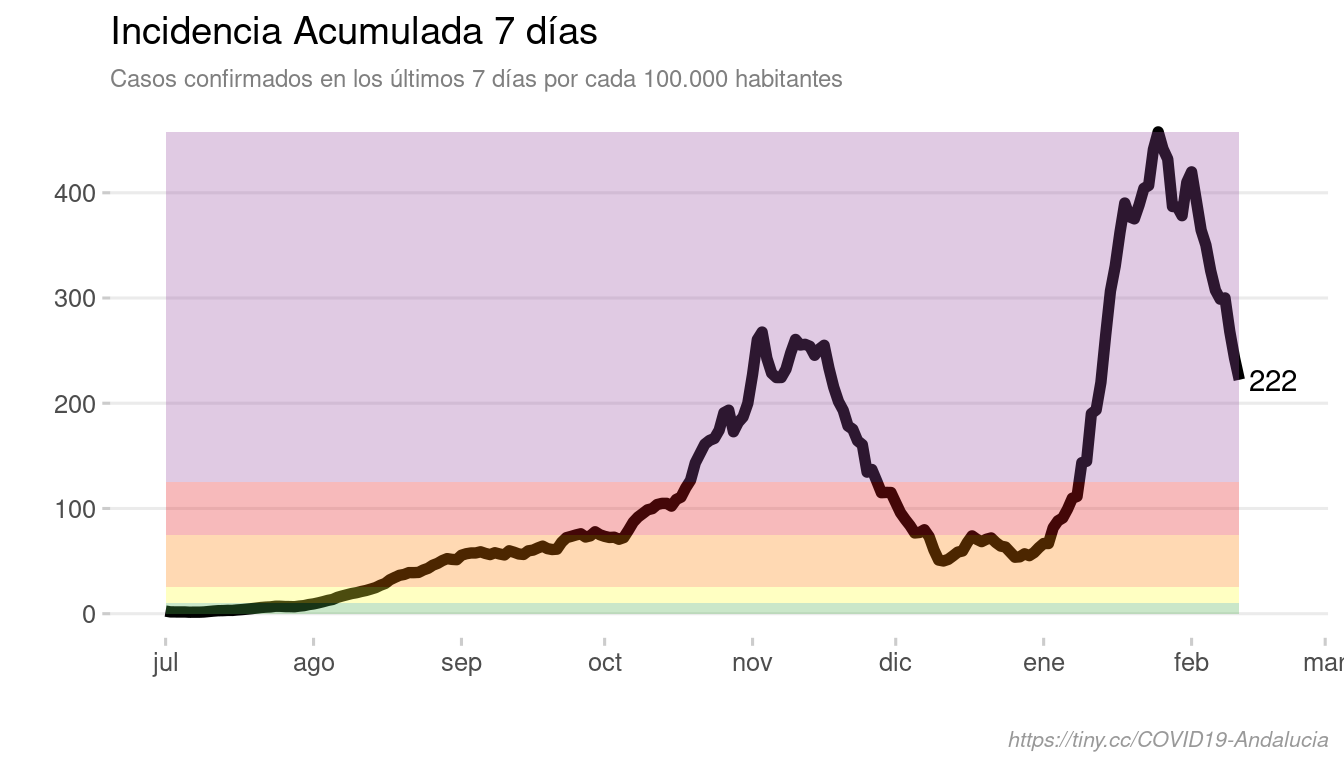 Incidencia Acumulada 7 días
Casos confirmados en los últimos 7 días por cada 100.000 habitantes
400
300
200
100
0
222
jul ago sep oct nov dic ene feb mar
https://tiny.cc/COVID19-Andalucia